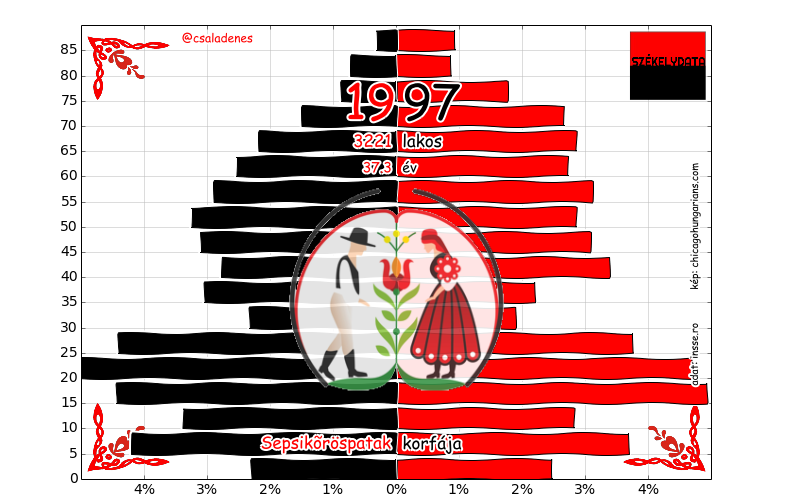 @csaladenes
SZÉKELYDATA
1997
3221 lakos
37.3 év
kép: chicagohungarians.com
adat: insse.ro
Sepsikõröspatak korfája
85
80
75
70
65
60
55
50
45
40
35
30
25
20
15
10
5
0
4% 3% 2% 1% 0% 1% 2% 3% 4%